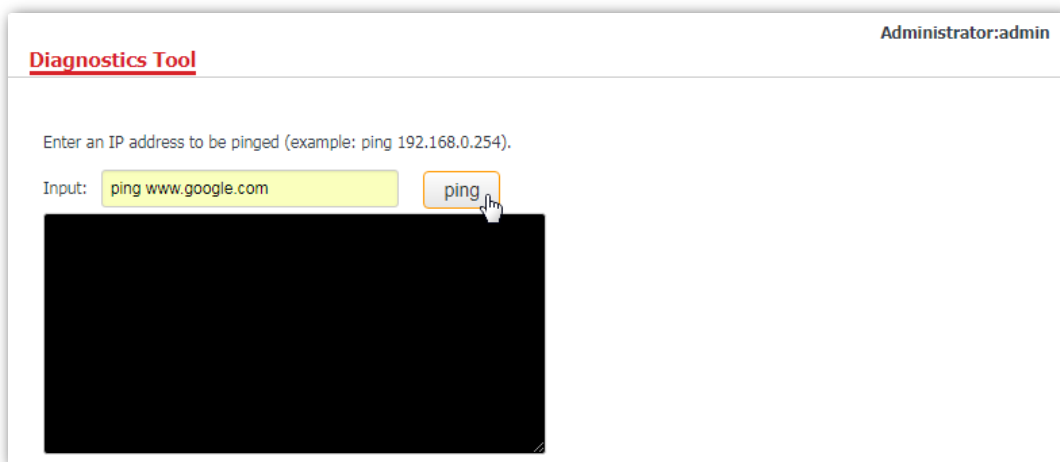 Administrator:admin
Diagnostics Tool
Enter an IP address to be pinged (example: ping 192.168.0.254).
Input: ping www.google.com ping